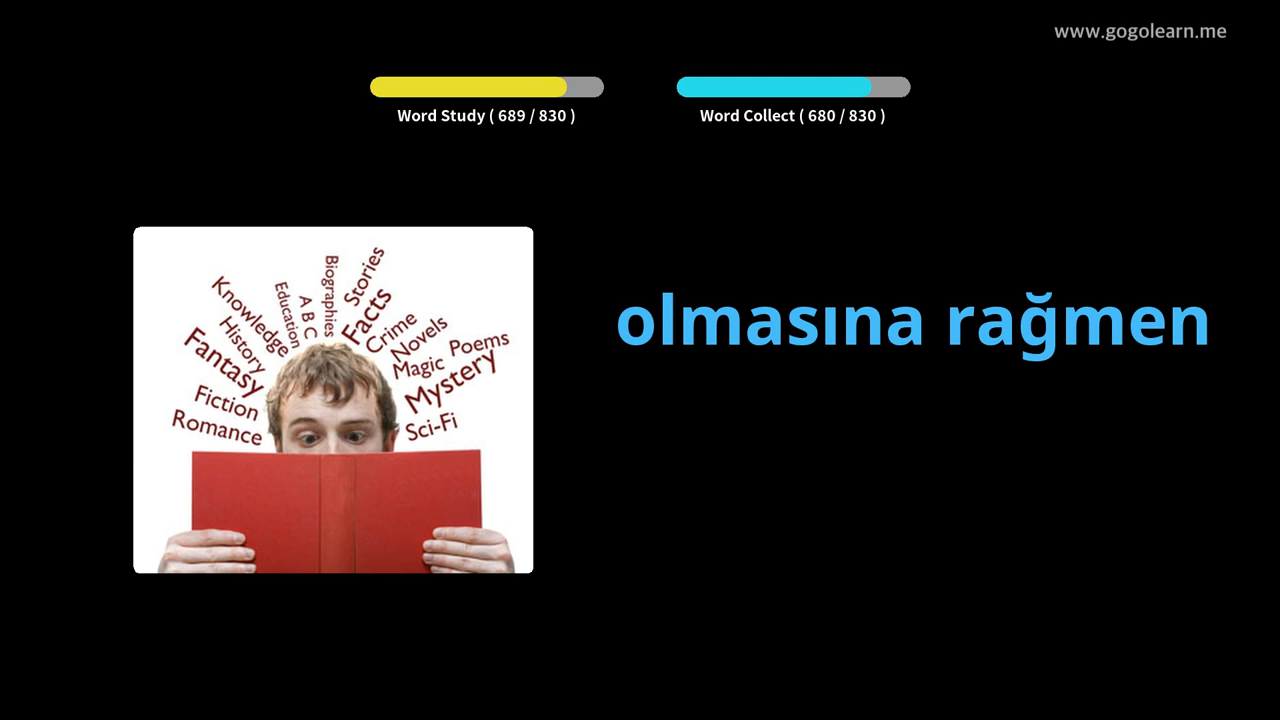 www.gogolearn.me
Word Study ( 689 / 830 )
Word Collect ( 680 / 830 )
olmasına rağmen
Biographies
Stories
Education
A B C
Facts
Knowledge
Crime
History
Novels
Fantasy
Magic
Poems
Mystery
Fiction
Romance
Sci-Fi